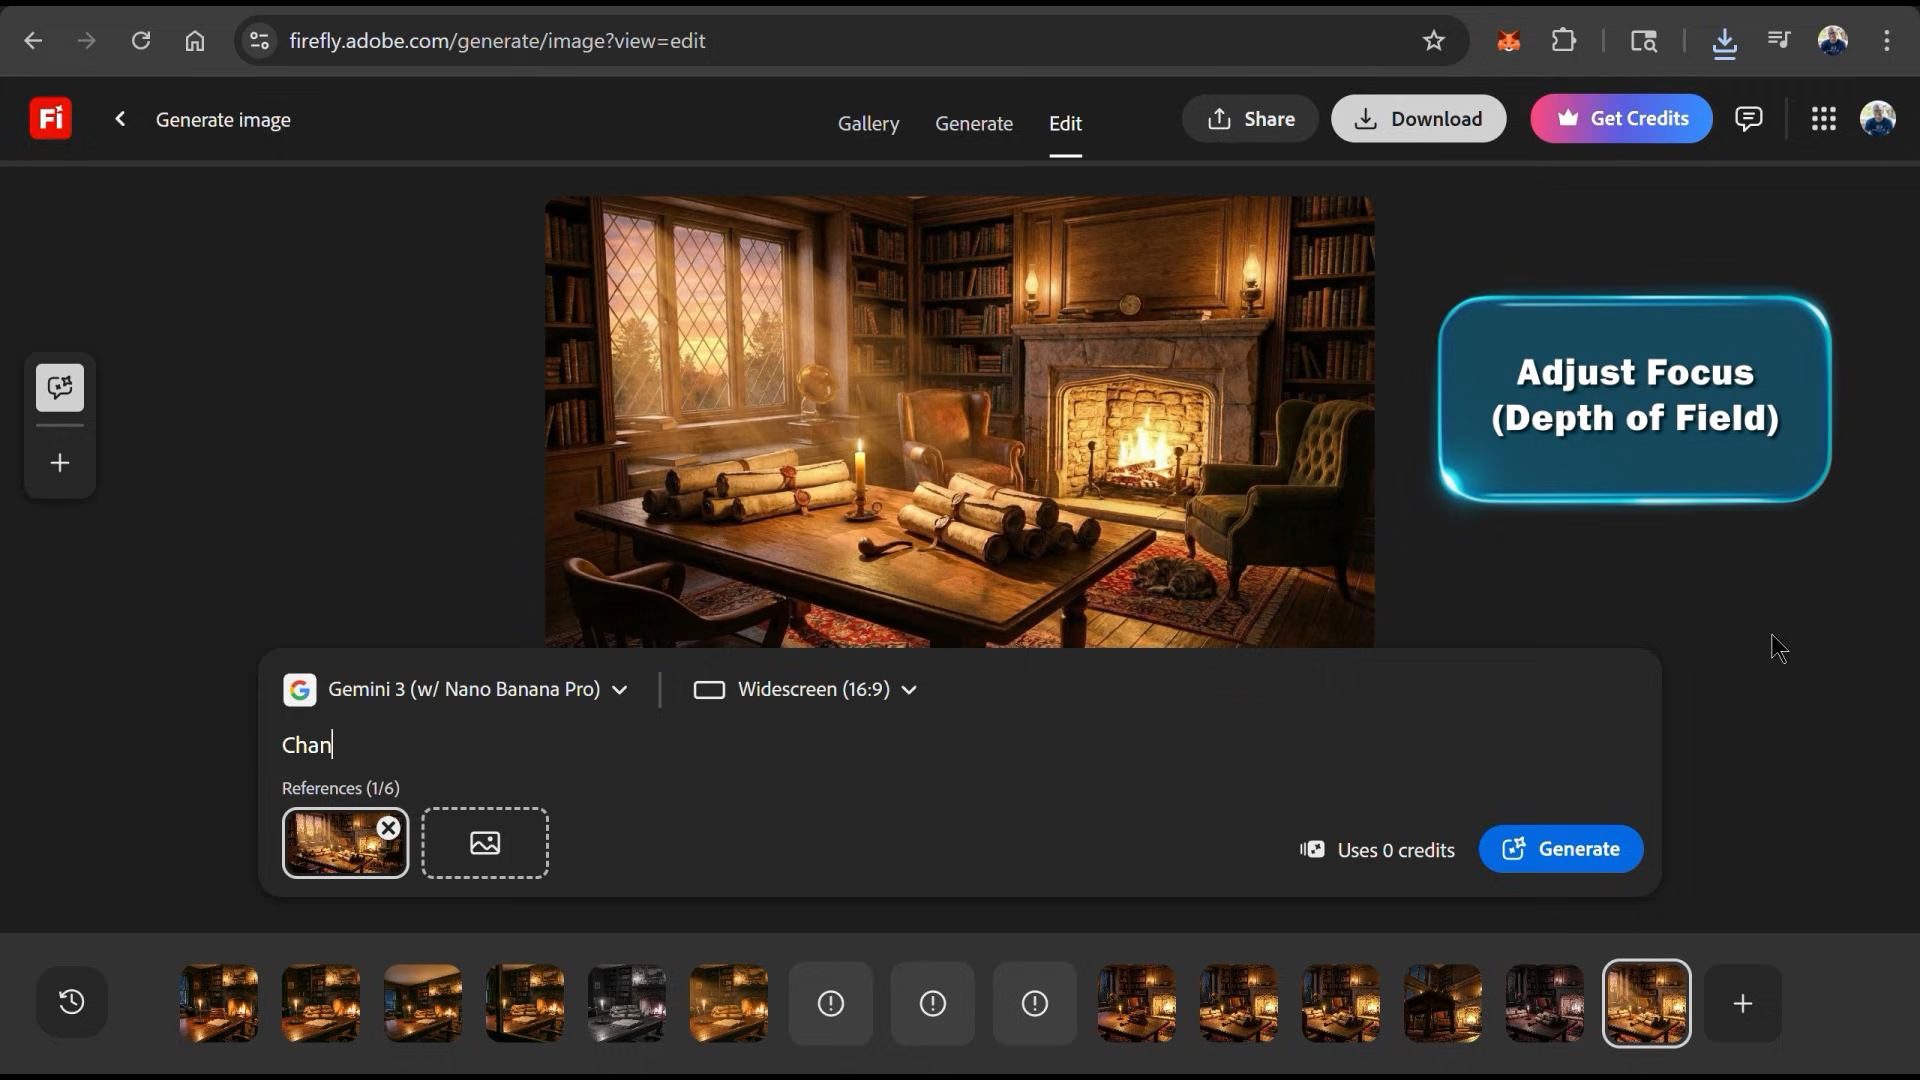 firefly.adobe.com/generate/image?view=edit
Fi
Generate image
Gallery
Generate
Edit
Share
Download
Get Credits
Adjust Focus
(Depth of Field)
Gemini 3 (w/ Nano Banana Pro)
Widescreen (16:9)
Chan
References (1/6)
Uses 0 credits
Generate